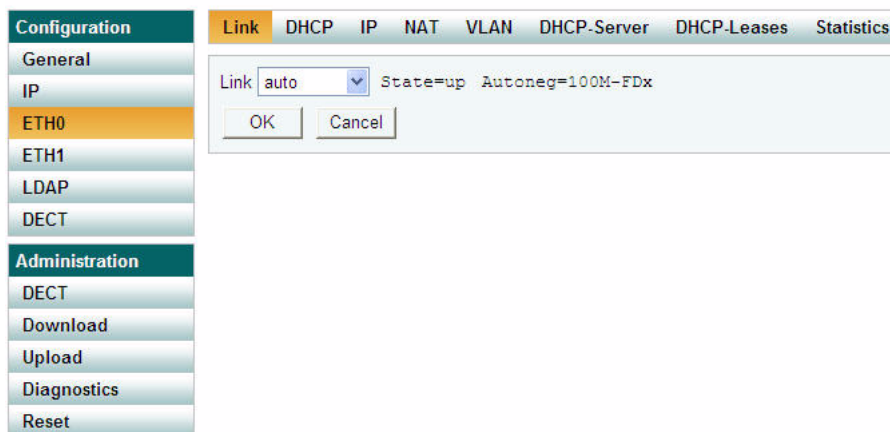 Configuration
General
IP
ETH0
ETH1
LDAP
DECT
Administration
DECT
Download
Upload
Diagnostics
Reset
Link DHCP IP NAT VLAN DHCP-Server DHCP-Leases Statistics
Link auto State=up Autoneg=100M-FDx
OK Cancel